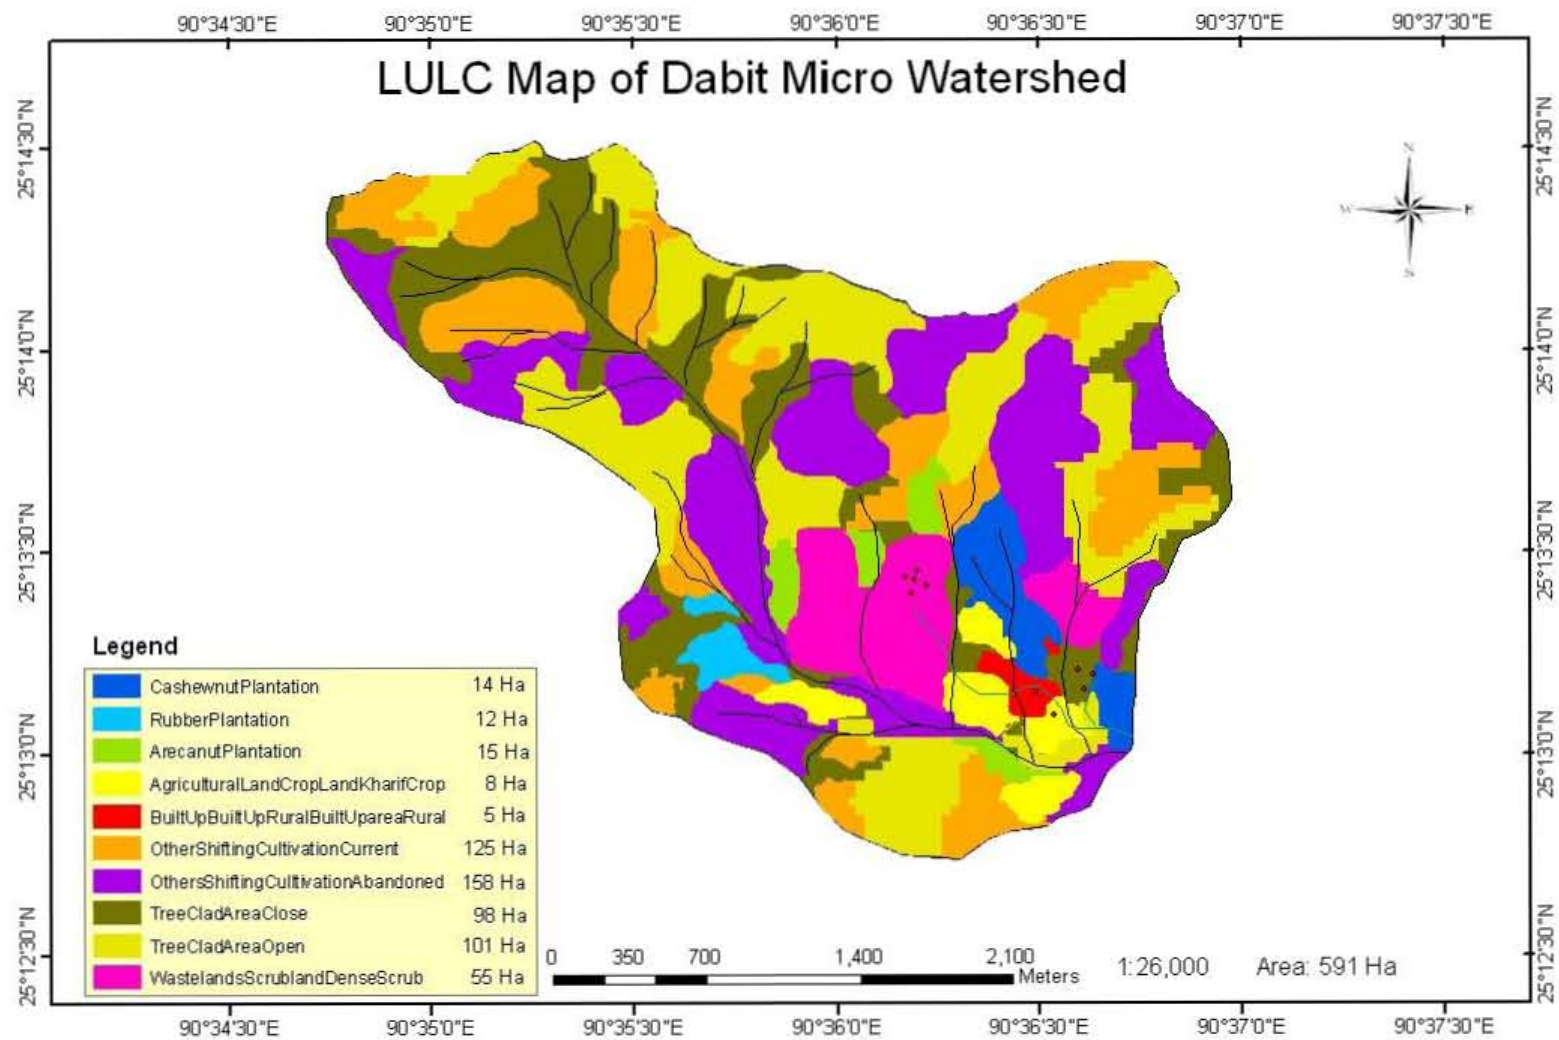 90°34'30"E 90°35'0"E 90°35'30"E 90°36'0"E 90°36'30"E 90°37'0"E 90°37'30"E
LULC Map of Dabit Micro Watershed
25°14'30"N 25°14'30"N
N
W E
S
25°14'0"N 25°14'0"N
25°13'30"N 25°13'30"N
Legend
CashewnutPlantation 14 Ha
RubberPlantation 12 Ha
ArecanutPlantation 15 Ha
25°13'0"N 25°13'0"N
AgriculturalLandCropLandKharifCrop 8 Ha
BuiltUpBuiltUpRuralBuiltUpareaRural 5 Ha
OtherShiftingCultivationCurrent 125 Ha
OthersShiftingCulltivationAbandoned 158 Ha
TreeCladAreaClose 98 Ha
TreeCladAreaOpen 101 Ha
WastelandsScrublandDenseScrub 55 Ha
25°12'30"N 25°12'30"N
0 350 700 1,400 2,100
Meters
1:26,000 Area: 591 Ha
90°34'30"E 90°35'0"E 90°35'30"E 90°36'0"E 90°36'30"E 90°37'0"E 90°37'30"E